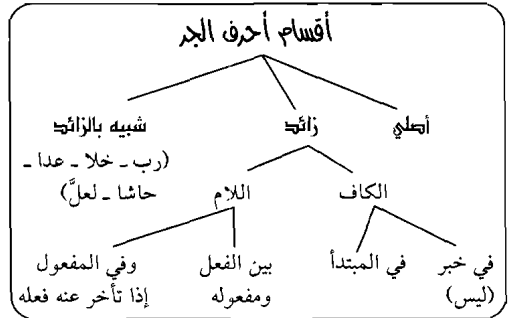 أقسام أحرف الجر
أصلي زائد شبيه بالزائد
(رب ـ خلا ـ عدا ـ
حاشا ـ لعلَّ)
الكاف اللام
في خبر
(ليس)
في المبتدأ
بين الفعل
ومفعوله
وفي المفعول
إذا تأخر عنه فعله